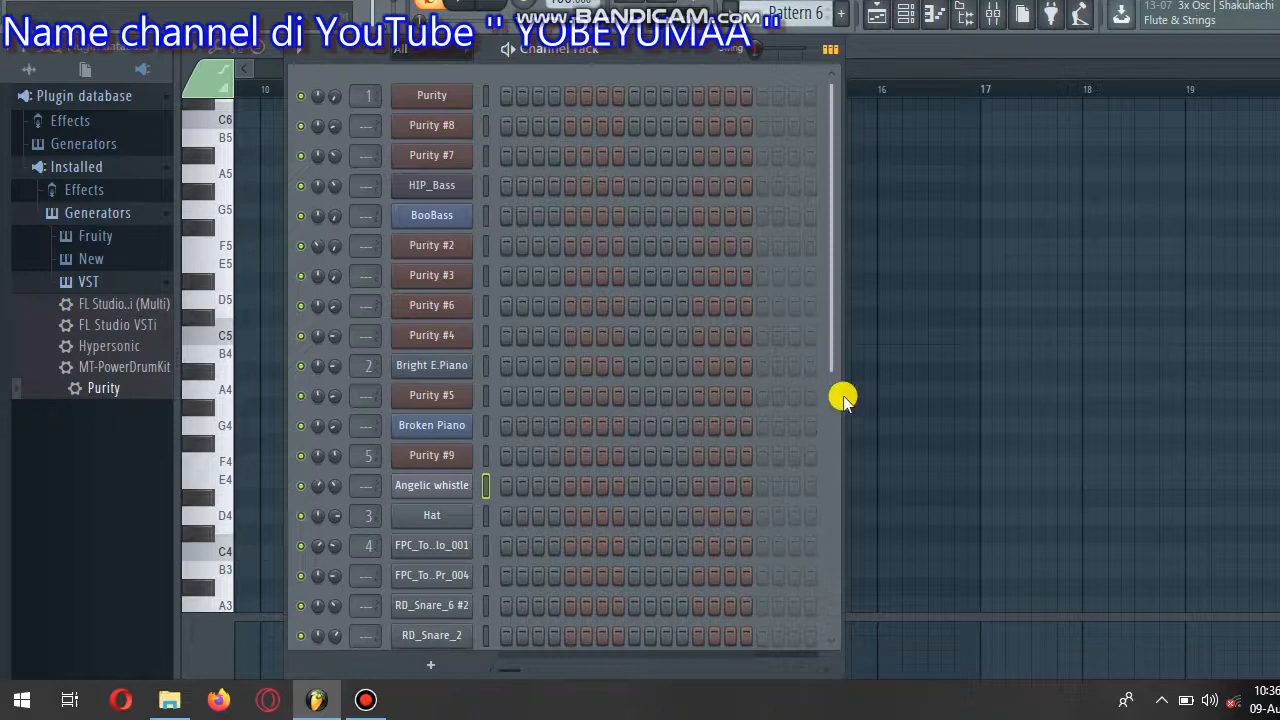 Name channel di YouTube " YOBEYUMAA "
www.BANDICAM.com
Pattern 6
13-07 3x Osc | Shakuhachi
Flute & Strings
All
Channel rack
Swing
10
16
17
18
19
Plugin database
Effects
Generators
Installed
Effects
Generators
Fruity
New
VST
FL Studio..i (Multi)
FL Studio VSTi
Hypersonic
MT-PowerDrumKit
Purity
C6
B5
A5
G5
F5
E5
D5
C5
B4
A4
G4
F4
E4
D4
C4
B3
A3
1 Purity
--- Purity #8
--- Purity #7
--- HIP_Bass
--- BooBass
--- Purity #2
--- Purity #3
--- Purity #6
--- Purity #4
2 Bright E.Piano
--- Purity #5
--- Broken Piano
5 Purity #9
--- Angelic whistle
3 Hat
4 FPC_To..lo_001
--- FPC_To..Pr_004
--- RD_Snare_6 #2
--- RD_Snare_2
+
10:36
09-Au